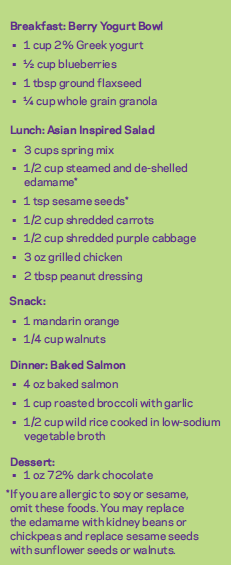 Breakfast: Berry Yogurt Bowl
▪ 1 cup 2% Greek yogurt
▪ ½ cup blueberries
▪ 1 tbsp ground flaxseed
▪ ¼ cup whole grain granola
Lunch: Asian Inspired Salad
▪ 3 cups spring mix
▪ 1/2 cup steamed and de-shelled
edamame*
▪ 1 tsp sesame seeds*
▪ 1/2 cup shredded carrots
▪ 1/2 cup shredded purple cabbage
▪ 3 oz grilled chicken
▪ 2 tbsp peanut dressing
Snack:
▪ 1 mandarin orange
▪ 1/4 cup walnuts
Dinner: Baked Salmon
▪ 4 oz baked salmon
▪ 1 cup roasted broccoli with garlic
▪ 1/2 cup wild rice cooked in low-sodium
vegetable broth
Dessert:
▪ 1 oz 72% dark chocolate
*If you are allergic to soy or sesame,
omit these foods. You may replace
the edamame with kidney beans or
chickpeas and replace sesame seeds
with sunflower seeds or walnuts.